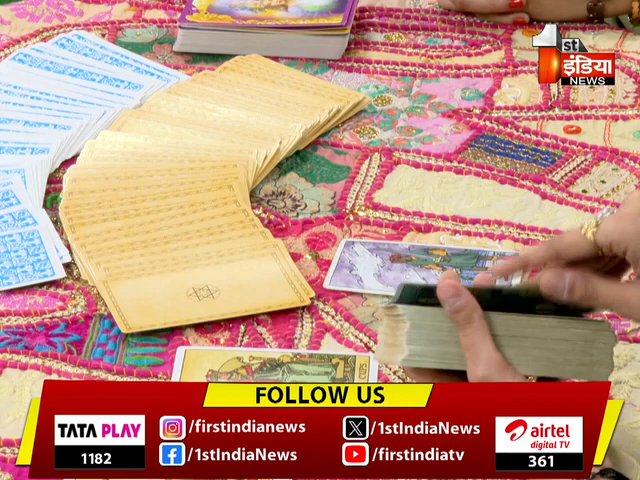 1st
इंडिया
NEWS
FOLLOW US
TATA PLAY
1182
/firstindianews
/1stIndiaNews
/1stIndiaNews
/firstindiatv
airtel
digital TV
361